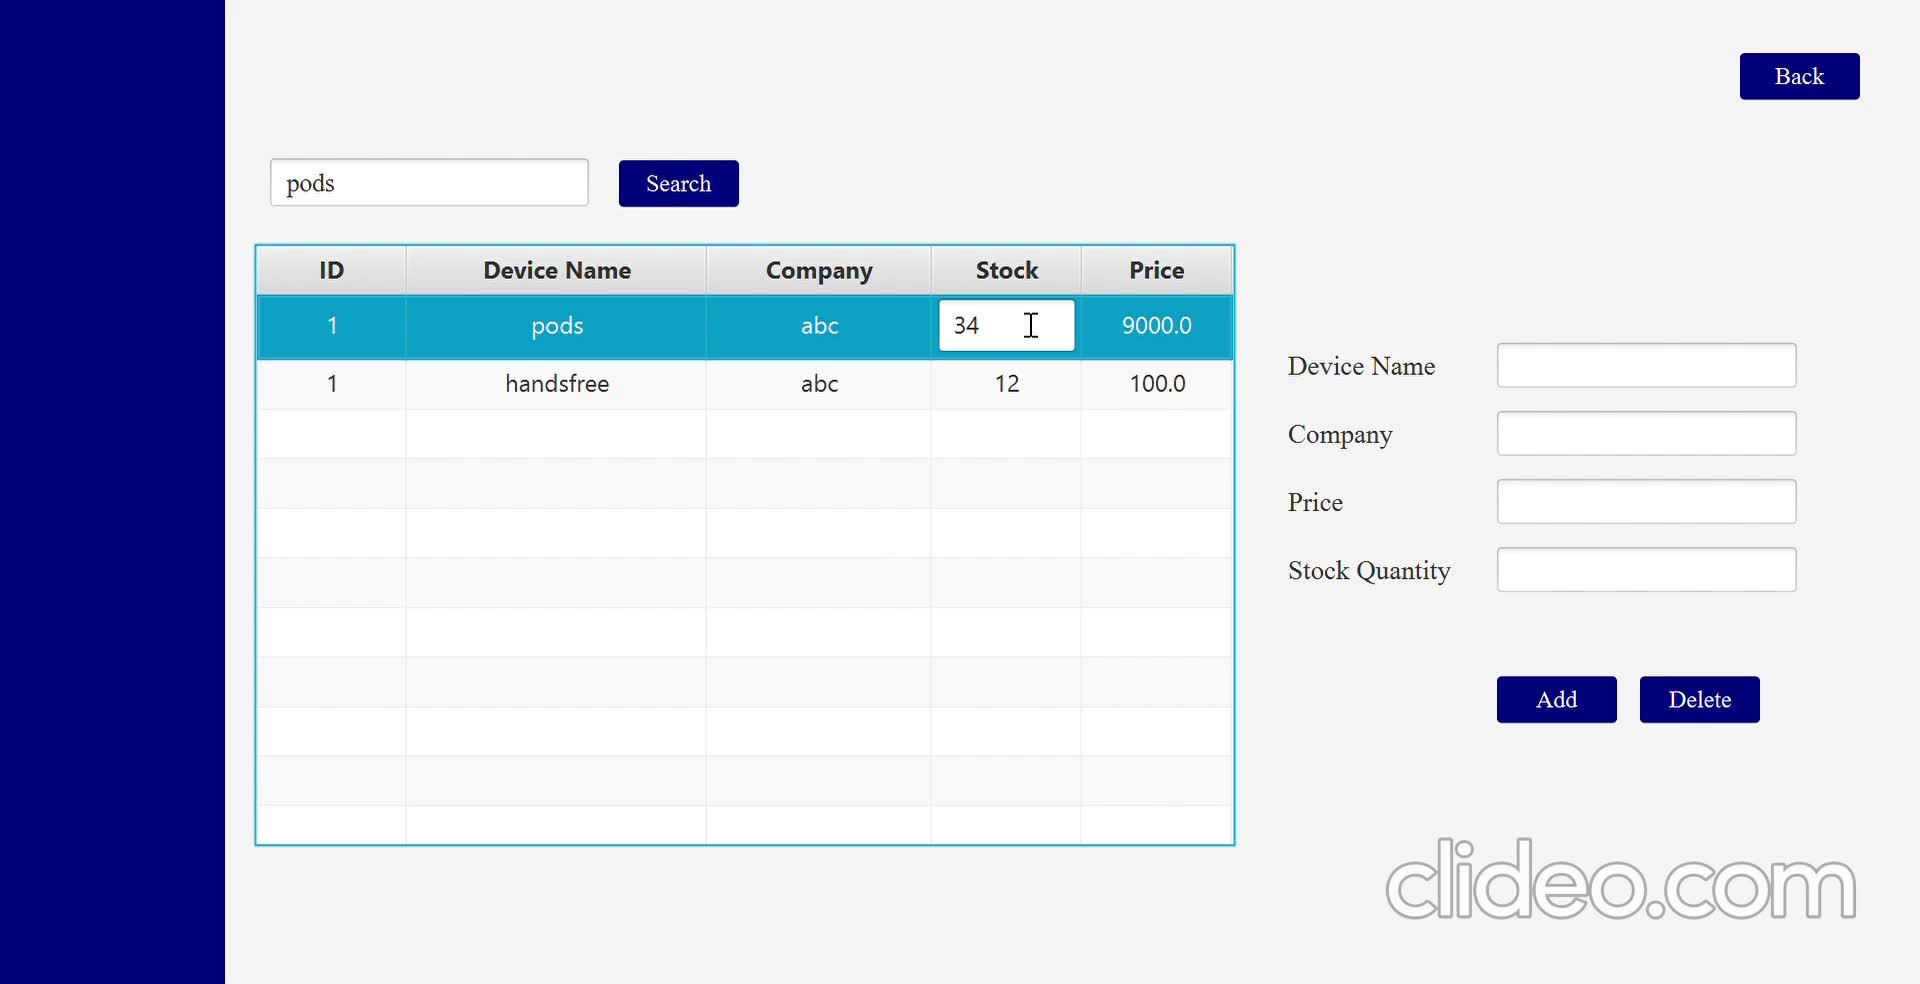 Back
pods
Search
ID Device Name Company Stock Price
1 pods abc 34 9000.0
1 handsfree abc 12 100.0
Device Name
Company
Price
Stock Quantity
Add Delete
clideo.com